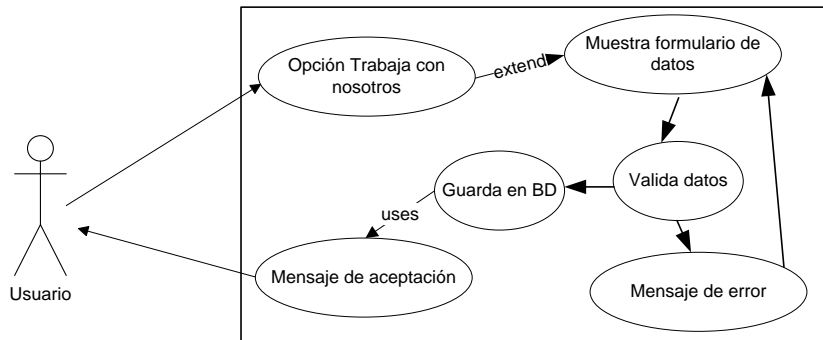 Opción Trabaja con
nosotros
extend
Muestra formulario de
datos
Valida datos
Guarda en BD
uses
Mensaje de aceptación
Mensaje de error
Usuario